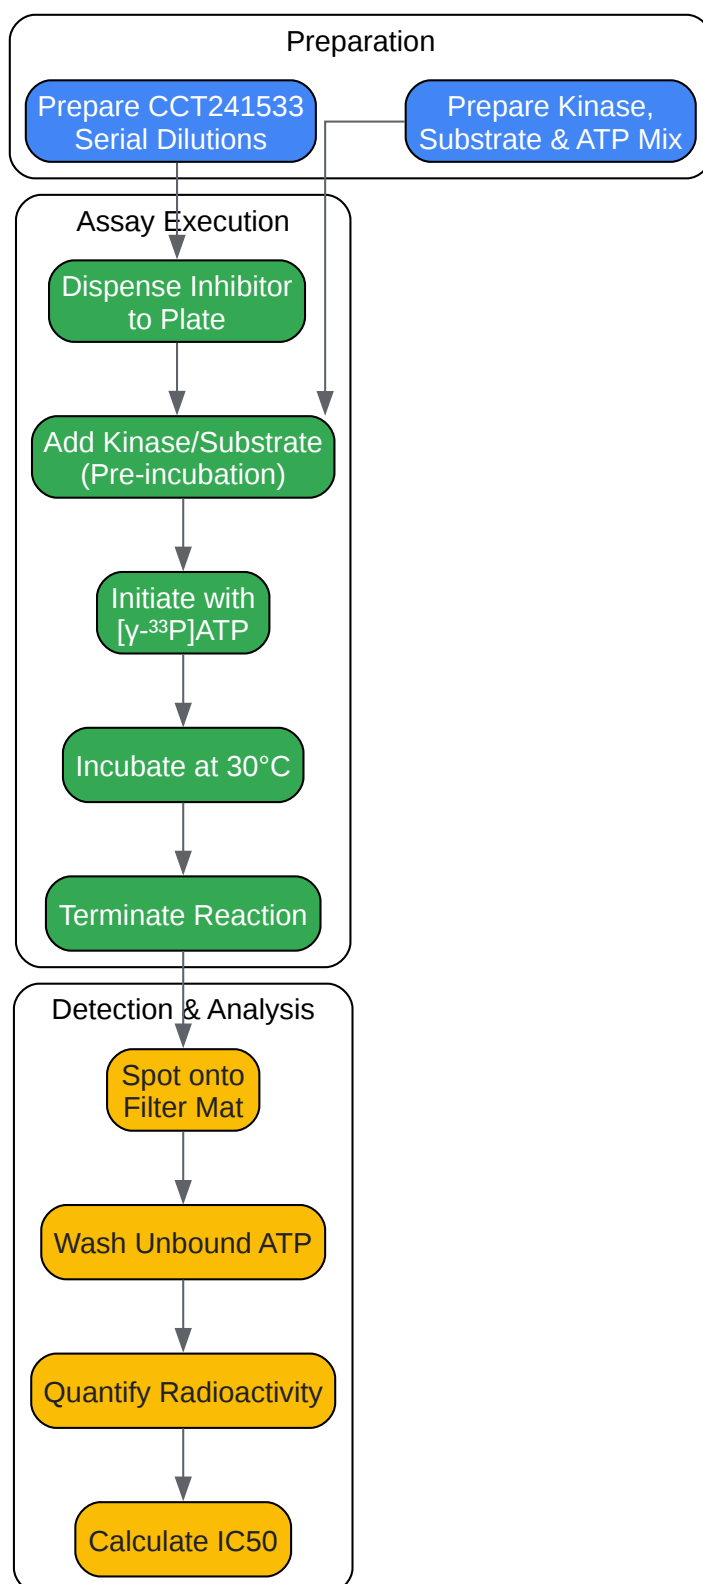 Preparation
Prepare CCT241533
Serial Dilutions
Prepare Kinase,
Substrate & ATP Mix
Assay Execution
Dispense Inhibitor
to Plate
Add Kinase/Substrate
(Pre-incubation)
Initiate with
[γ-³³P]ATP
Incubate at 30°C
Terminate Reaction
Detection & Analysis
Spot onto
Filter Mat
Wash Unbound ATP
Quantify Radioactivity
Calculate IC50